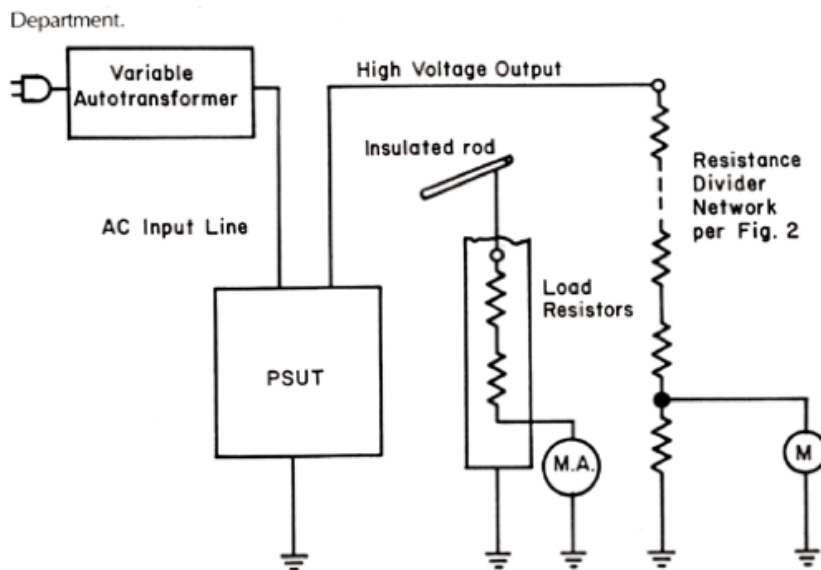 Department.
Variable
Autotransformer
High Voltage Output
Insulated rod
Resistance
Divider
Network
per Fig. 2
AC Input Line
Load
Resistors
PSUT
M.A.
M